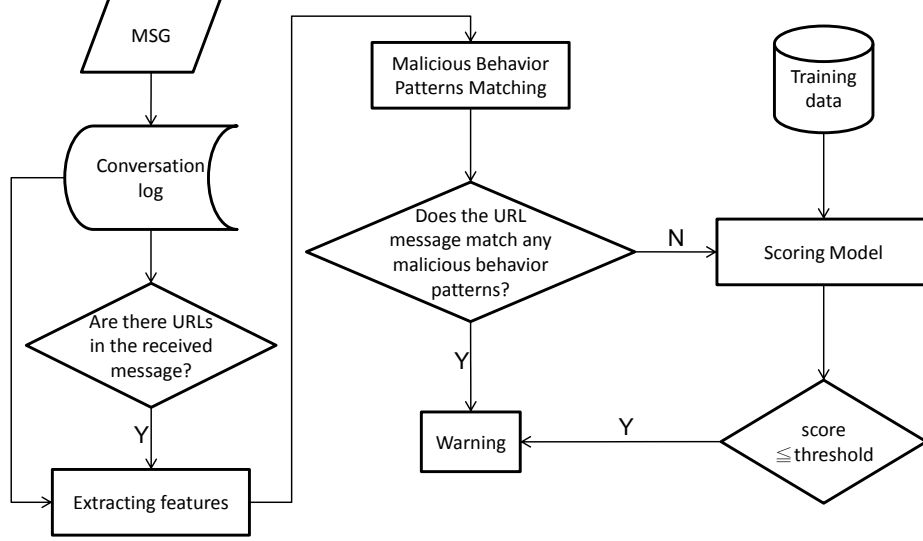 MSG
Conversation
log
Are there URLs
in the received
message?
Y
Extracting features
Malicious Behavior
Patterns Matching
Does the URL
message match any
malicious behavior
patterns?
N
Y
Warning
Training
data
Scoring Model
score
≦threshold
Y